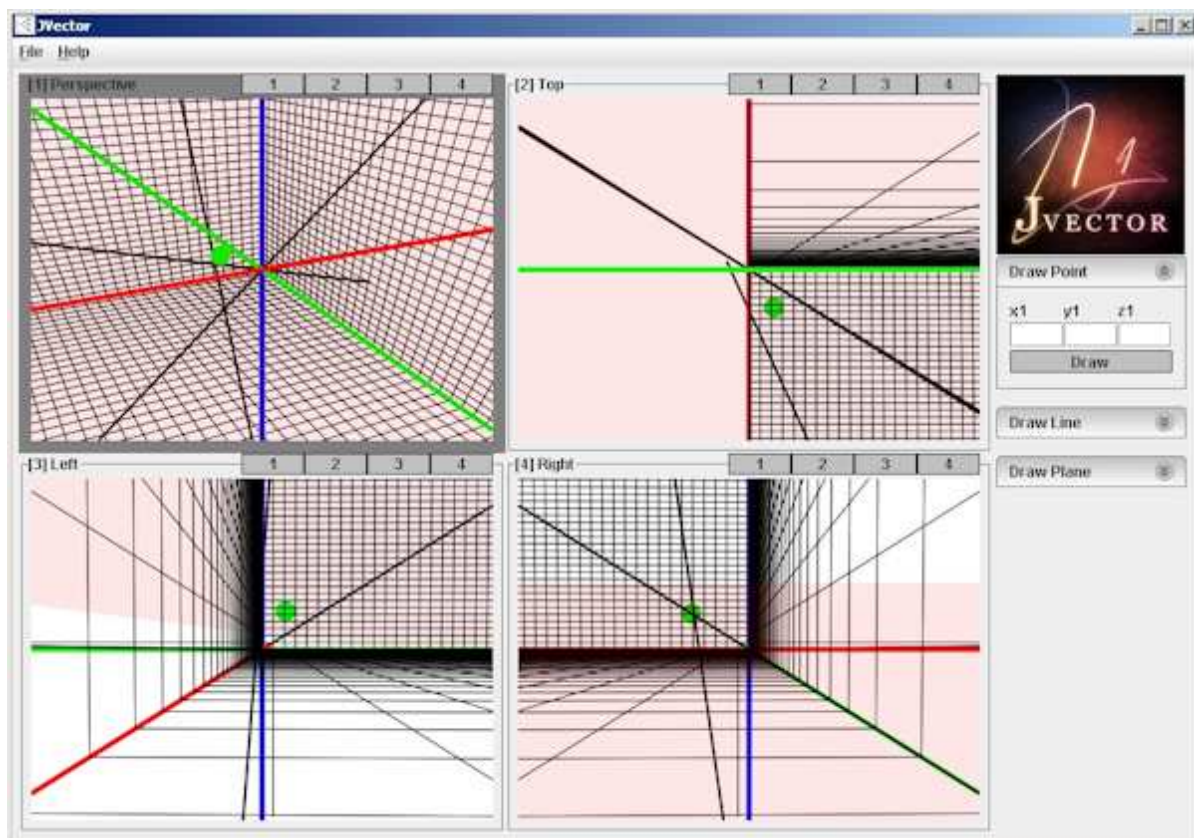 JVector
File Help
[1] Perspective 1 2 3 4
[2] Top 1 2 3 4
JVECTOR
Draw Point
x1 y1 z1
Draw
Draw Line
[3] Left 1 2 3 4
[4] Right 1 2 3 4
Draw Plane